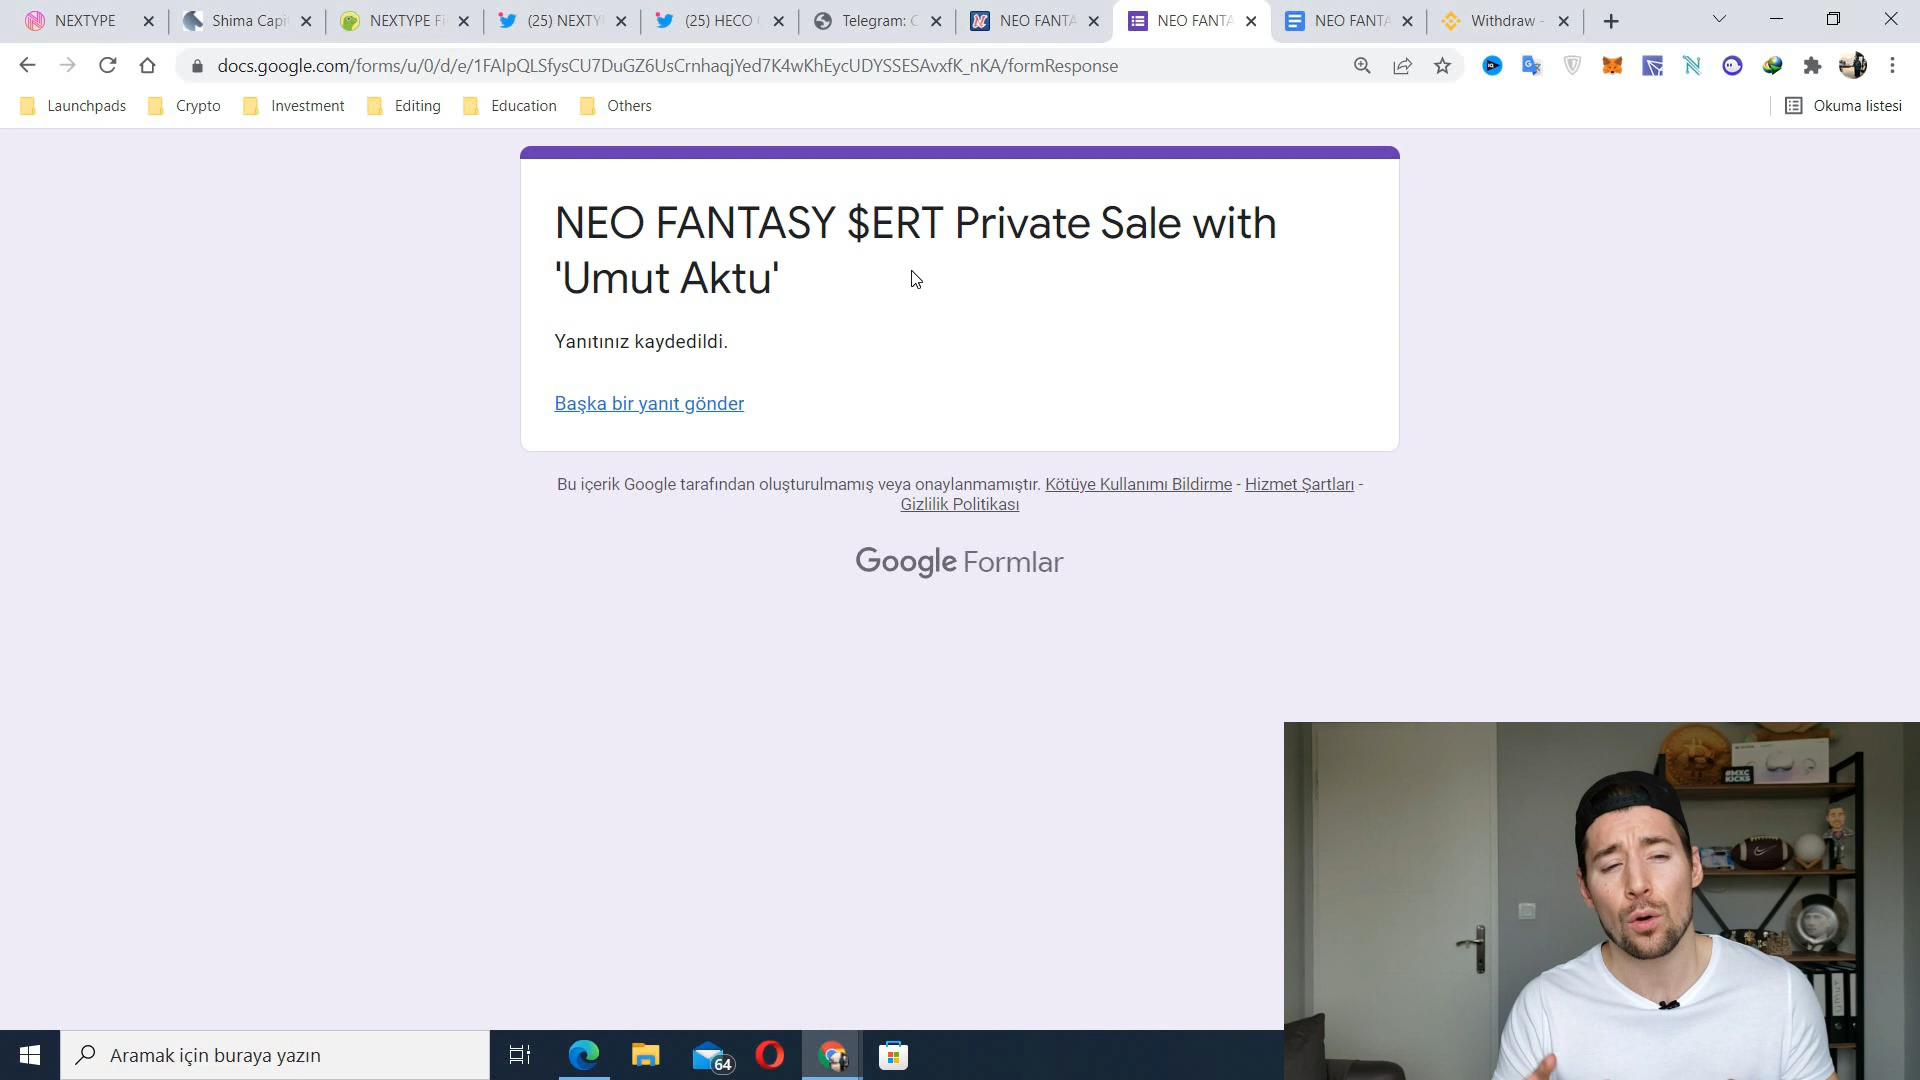 NEXTYPE
Shima Capi
NEXTYPE Fi
(25) NEXTY
(25) HECO
Telegram: C
NEO FANTA
NEO FANTA
NEO FANTA
Withdraw -
docs.google.com/forms/u/0/d/e/1FAIpQLSfysCU7DuGZ6UsCrnhaqjYed7K4wKhEycUDYSSESAvxfK_nKA/formResponse
Launchpads
Crypto
Investment
Editing
Education
Others
Okuma listesi
NEO FANTASY $ERT Private Sale with
'Umut Aktu'
Yanıtınız kaydedildi.
Başka bir yanıt gönder
Bu içerik Google tarafından oluşturulmamış veya onaylanmamıştır. Kötüye Kullanımı Bildirme - Hizmet Şartları -
Gizlilik Politikası
Google Formlar
#MXC
KICKS
Aramak için buraya yazın
64